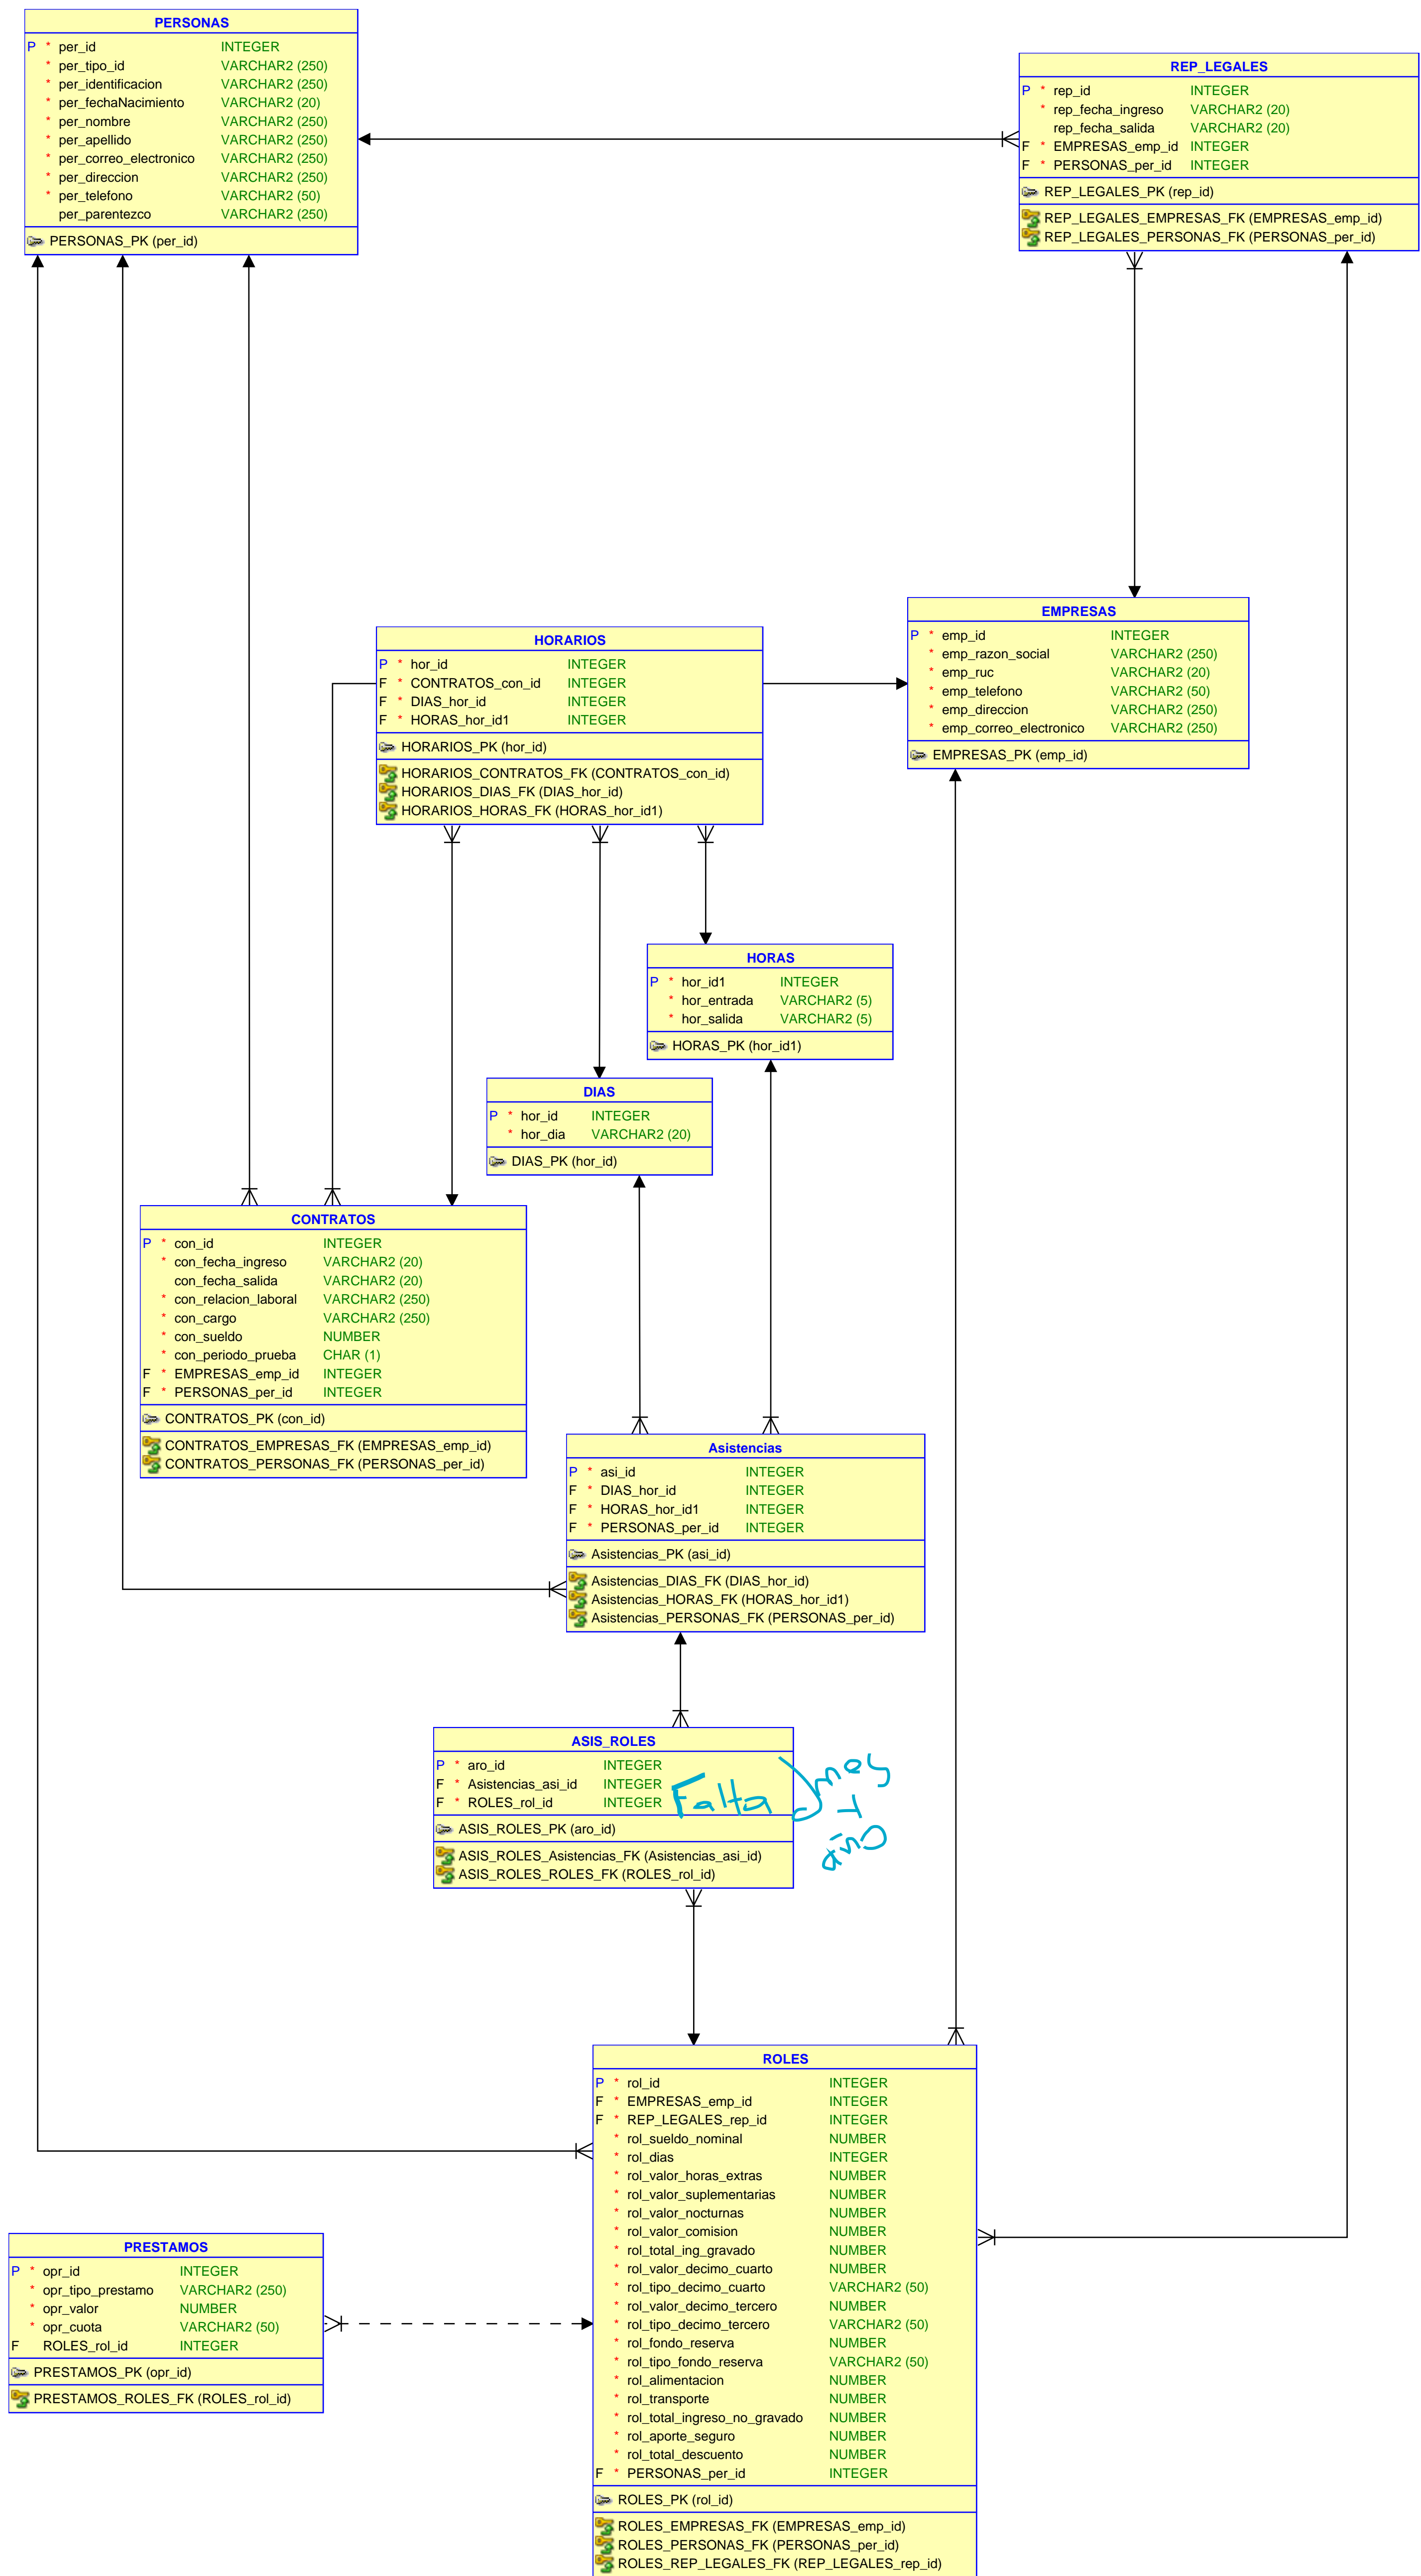 PERSONAS
P * per_id INTEGER
* per_tipo_id VARCHAR2 (250)
* per_identificacion VARCHAR2 (250)
* per_fechaNacimiento VARCHAR2 (20)
* per_nombre VARCHAR2 (250)
* per_apellido VARCHAR2 (250)
* per_correo_electronico VARCHAR2 (250)
* per_direccion VARCHAR2 (250)
* per_telefono VARCHAR2 (50)
per_parentezco VARCHAR2 (250)
PERSONAS_PK (per_id)
REP_LEGALES
P * rep_id INTEGER
* rep_fecha_ingreso VARCHAR2 (20)
rep_fecha_salida VARCHAR2 (20)
F * EMPRESAS_emp_id INTEGER
F * PERSONAS_per_id INTEGER
REP_LEGALES_PK (rep_id)
REP_LEGALES_EMPRESAS_FK (EMPRESAS_emp_id)
REP_LEGALES_PERSONAS_FK (PERSONAS_per_id)
HORARIOS
P * hor_id INTEGER
F * CONTRATOS_con_id INTEGER
F * DIAS_hor_id INTEGER
F * HORAS_hor_id1 INTEGER
HORARIOS_PK (hor_id)
HORARIOS_CONTRATOS_FK (CONTRATOS_con_id)
HORARIOS_DIAS_FK (DIAS_hor_id)
HORARIOS_HORAS_FK (HORAS_hor_id1)
EMPRESAS
P * emp_id INTEGER
* emp_razon_social VARCHAR2 (250)
* emp_ruc VARCHAR2 (20)
* emp_telefono VARCHAR2 (50)
* emp_direccion VARCHAR2 (250)
* emp_correo_electronico VARCHAR2 (250)
EMPRESAS_PK (emp_id)
HORAS
P * hor_id1 INTEGER
* hor_entrada VARCHAR2 (5)
* hor_salida VARCHAR2 (5)
HORAS_PK (hor_id1)
DIAS
P * hor_id INTEGER
* hor_dia VARCHAR2 (20)
DIAS_PK (hor_id)
CONTRATOS
P * con_id INTEGER
* con_fecha_ingreso VARCHAR2 (20)
con_fecha_salida VARCHAR2 (20)
* con_relacion_laboral VARCHAR2 (250)
* con_cargo VARCHAR2 (250)
* con_sueldo NUMBER
* con_periodo_prueba CHAR (1)
F * EMPRESAS_emp_id INTEGER
F * PERSONAS_per_id INTEGER
CONTRATOS_PK (con_id)
CONTRATOS_EMPRESAS_FK (EMPRESAS_emp_id)
CONTRATOS_PERSONAS_FK (PERSONAS_per_id)
Asistencias
P * asi_id INTEGER
F * DIAS_hor_id INTEGER
F * HORAS_hor_id1 INTEGER
F * PERSONAS_per_id INTEGER
Asistencias_PK (asi_id)
Asistencias_DIAS_FK (DIAS_hor_id)
Asistencias_HORAS_FK (HORAS_hor_id1)
Asistencias_PERSONAS_FK (PERSONAS_per_id)
ASIS_ROLES
P * aro_id INTEGER
F * Asistencias_asi_id INTEGER
F * ROLES_rol_id INTEGER
ASIS_ROLES_PK (aro_id)
ASIS_ROLES_Asistencias_FK (Asistencias_asi_id)
ASIS_ROLES_ROLES_FK (ROLES_rol_id)
Falta
mes
Y
año
ROLES
P * rol_id INTEGER
F * EMPRESAS_emp_id INTEGER
F * REP_LEGALES_rep_id INTEGER
* rol_sueldo_nominal NUMBER
* rol_dias INTEGER
* rol_valor_horas_extras NUMBER
* rol_valor_suplementarias NUMBER
* rol_valor_nocturnas NUMBER
* rol_valor_comision NUMBER
* rol_total_ing_gravado NUMBER
* rol_valor_decimo_cuarto NUMBER
* rol_tipo_decimo_cuarto VARCHAR2 (50)
* rol_valor_decimo_tercero NUMBER
* rol_tipo_decimo_tercero VARCHAR2 (50)
* rol_fondo_reserva NUMBER
* rol_tipo_fondo_reserva VARCHAR2 (50)
* rol_alimentacion NUMBER
* rol_transporte NUMBER
* rol_total_ingreso_no_gravado NUMBER
* rol_aporte_seguro NUMBER
* rol_total_descuento NUMBER
F * PERSONAS_per_id INTEGER
ROLES_PK (rol_id)
ROLES_EMPRESAS_FK (EMPRESAS_emp_id)
ROLES_PERSONAS_FK (PERSONAS_per_id)
ROLES_REP_LEGALES_FK (REP_LEGALES_rep_id)
PRESTAMOS
P * opr_id INTEGER
* opr_tipo_prestamo VARCHAR2 (250)
* opr_valor NUMBER
* opr_cuota VARCHAR2 (50)
F ROLES_rol_id INTEGER
PRESTAMOS_PK (opr_id)
PRESTAMOS_ROLES_FK (ROLES_rol_id)